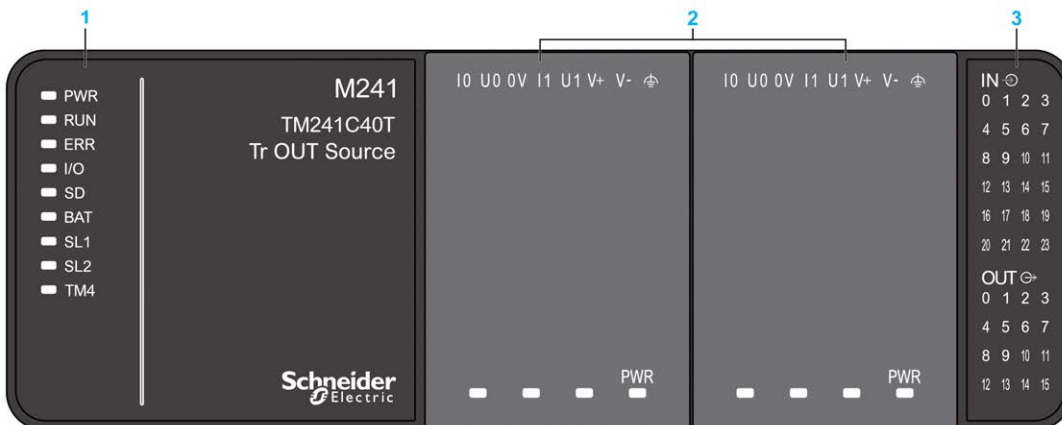 1
2
3
PWR
RUN
ERR
I/O
SD
BAT
SL1
SL2
TM4
M241
TM241C40T
Tr OUT Source
Schneider
Electric
I0 U0 0V I1 U1 V+ V-
PWR
I0 U0 0V I1 U1 V+ V-
PWR
IN
0 1 2 3
4 5 6 7
8 9 10 11
12 13 14 15
16 17 18 19
20 21 22 23
OUT
0 1 2 3
4 5 6 7
8 9 10 11
12 13 14 15